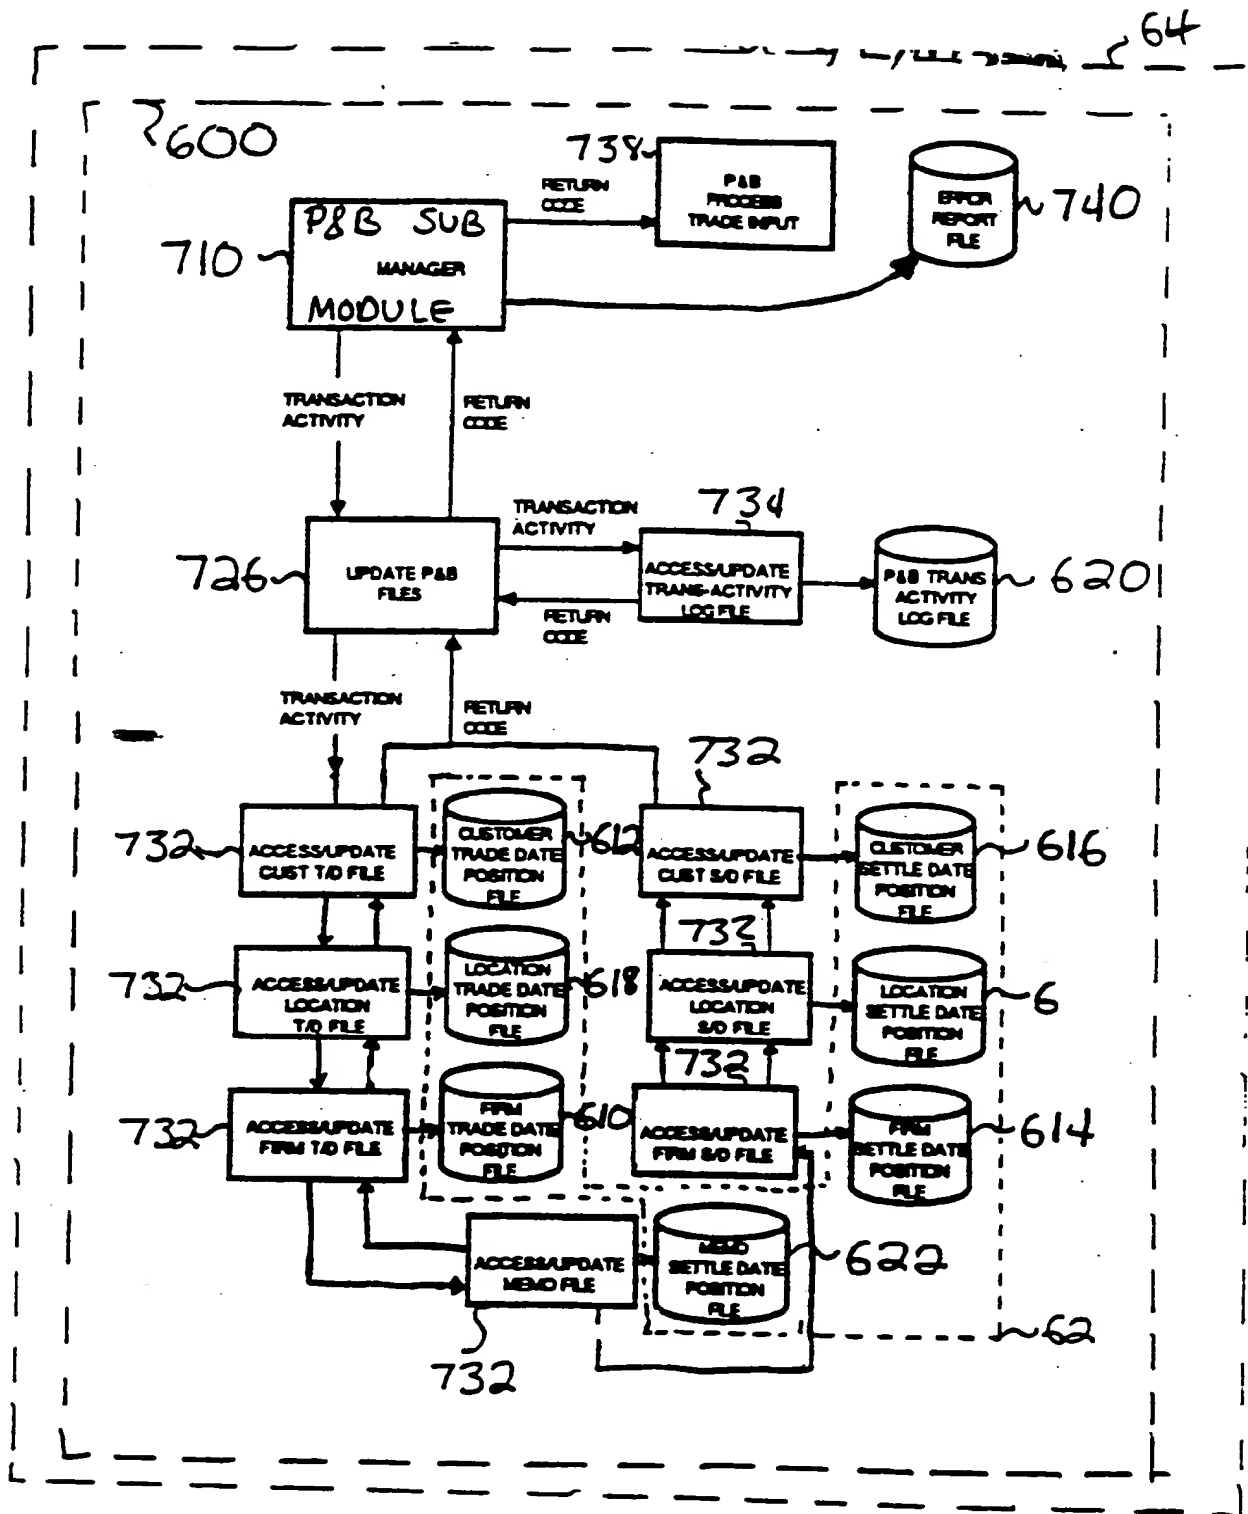 64
600
738
P&B
PROCESS
TRADE INPUT
RETURN
CODE
ERROR
REPORT
FILE
740
P&B SUB
MANAGER
MODULE
710
TRANSACTION
ACTIVITY
RETURN
CODE
734
TRANSACTION
ACTIVITY
726
UPDATE P&B
FILES
ACCESS/UPDATE
TRANS-ACTIVITY
LOG FILE
P&B TRANS
ACTIVITY
LOG FILE
620
RETURN
CODE
TRANSACTION
ACTIVITY
RETURN
CODE
732
732
ACCESS/UPDATE
CUST T/D FILE
CUSTOMER
TRADE DATE
POSITION
FILE
612
ACCESS/UPDATE
CUST S/D FILE
CUSTOMER
SETTLE DATE
POSITION
FILE
616
732
732
ACCESS/UPDATE
LOCATION
T/D FILE
LOCATION
TRADE DATE
POSITION
FILE
618
ACCESS/UPDATE
LOCATION
S/D FILE
LOCATION
SETTLE DATE
POSITION
FILE
6
732
732
ACCESS/UPDATE
FIRM T/D FILE
FIRM
TRADE DATE
POSITION
FILE
610
ACCESS/UPDATE
FIRM S/D FILE
FIRM
SETTLE DATE
POSITION
FILE
614
ACCESS/UPDATE
MEMO FILE
MEMO
SETTLE DATE
POSITION
FILE
622
62
732